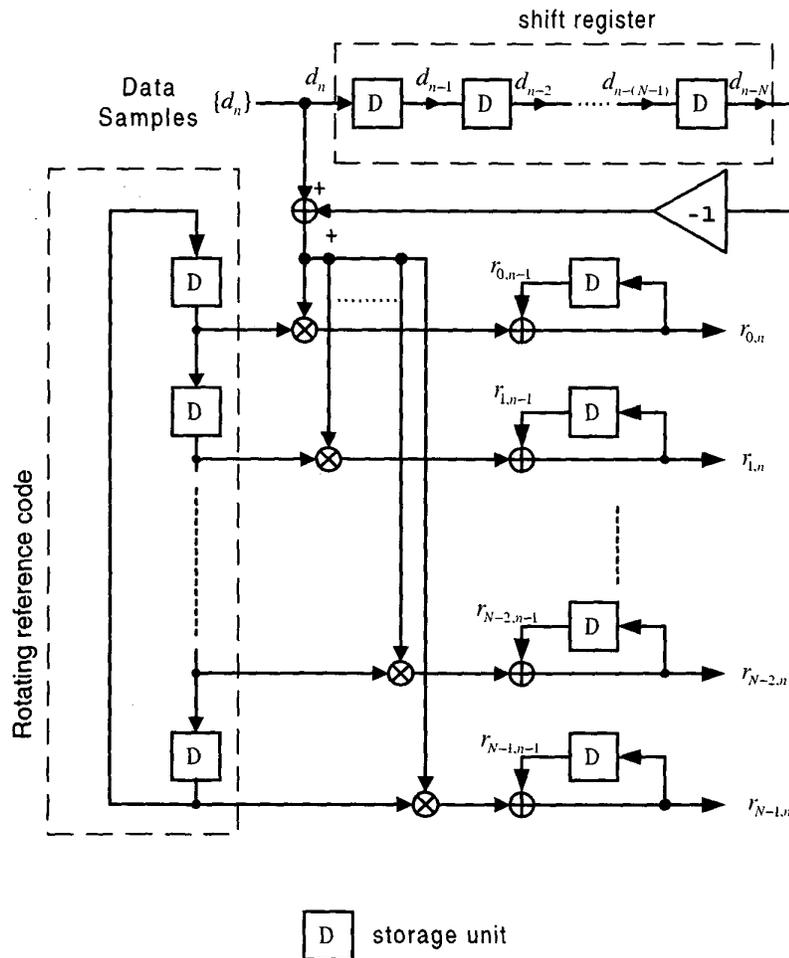 shift register
Data
Samples
{d_n}
d_n
D
d_{n-1}
D
d_{n-2}
......
d_{n-(N-1)}
D
d_{n-N}
+
-1
+
Rotating reference code
D
r_{0,n-1}
D
r_{0,n}
D
r_{1,n-1}
D
r_{1,n}
r_{N-2,n-1}
D
r_{N-2,n}
D
r_{N-1,n-1}
D
r_{N-1,n}
D storage unit